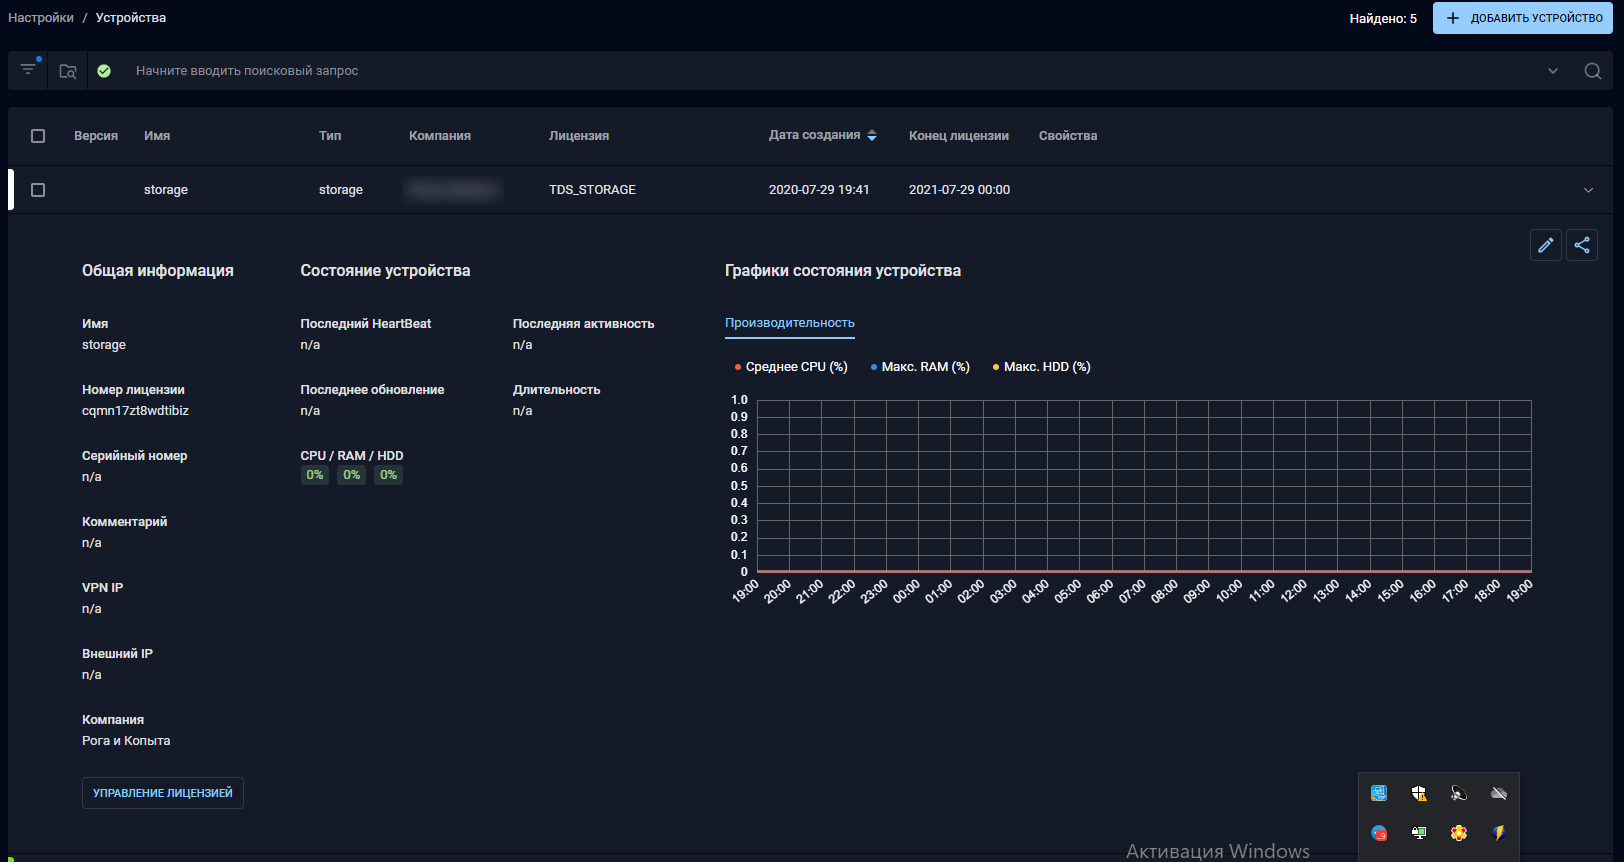 Настройки / Устройства
Найдено: 5
ДОБАВИТЬ УСТРОЙСТВО
Начните вводить поисковый запрос
Версия Имя Тип Компания Лицензия Дата создания Конец лицензии Свойства
storage storage TDS_STORAGE 2020-07-29 19:41 2021-07-29 00:00
Общая информация
Имя
storage
Номер лицензии
cqmn17zt8wdtibiz
Серийный номер
n/a
Комментарий
n/a
VPN IP
n/a
Внешний IP
n/a
Компания
Рога и Копыта
УПРАВЛЕНИЕ ЛИЦЕНЗИЕЙ
Состояние устройства
Последний HeartBeat
n/a
Последняя активность
n/a
Последнее обновление
n/a
Длительность
n/a
CPU / RAM / HDD
0% 0% 0%
Графики состояния устройства
Производительность
Среднее CPU (%) Макс. RAM (%) Макс. HDD (%)
1.0
0.9
0.8
0.7
0.6
0.5
0.4
0.3
0.2
0.1
0
19:00 20:00 21:00 22:00 23:00 00:00 01:00 02:00 03:00 04:00 05:00 06:00 07:00 08:00 09:00 10:00 11:00 12:00 13:00 14:00 15:00 16:00 17:00 18:00 19:00
Активация Windows